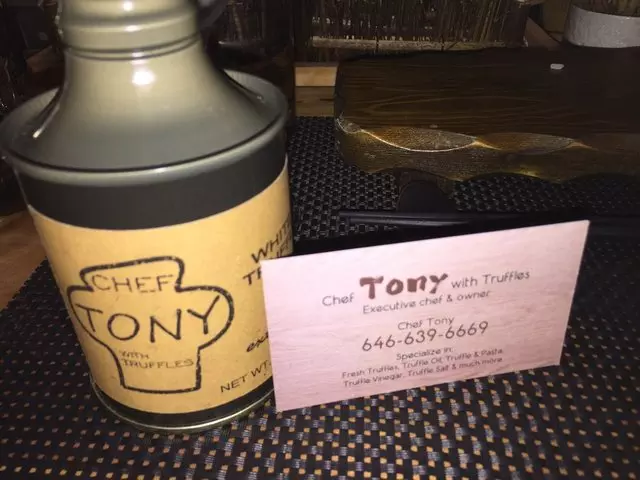 CHEF
TONY
WITH
TRUFFLES
WHITE
NET WT
Chef Tony with Truffles
Executive chef & owner
Chef Tony
646-639-6669
Specialize in:
Fresh Truffles, Truffle Oil, Truffle & Pasta,
Truffle Vinegar, Truffle Salt & much more